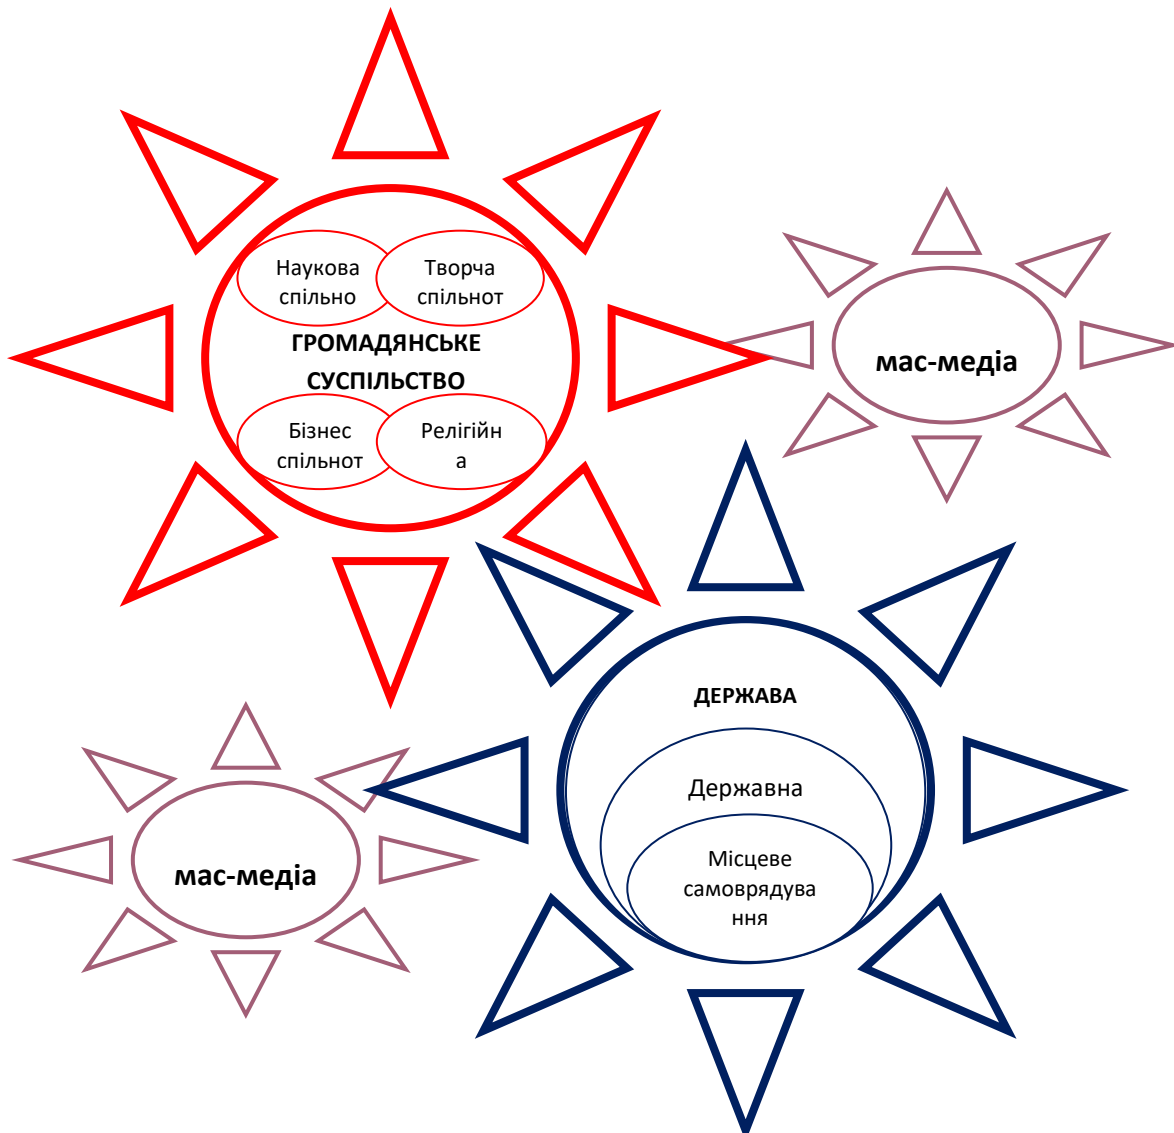 Наукова
спільно
Творча
спільнот
ГРОМАДЯНСЬКЕ
СУСПІЛЬСТВО
Бізнес
спільнот
Релігійн
а
мас-медіа
ДЕРЖАВА
Державна
Місцеве
самоврядува
ння
мас-медіа